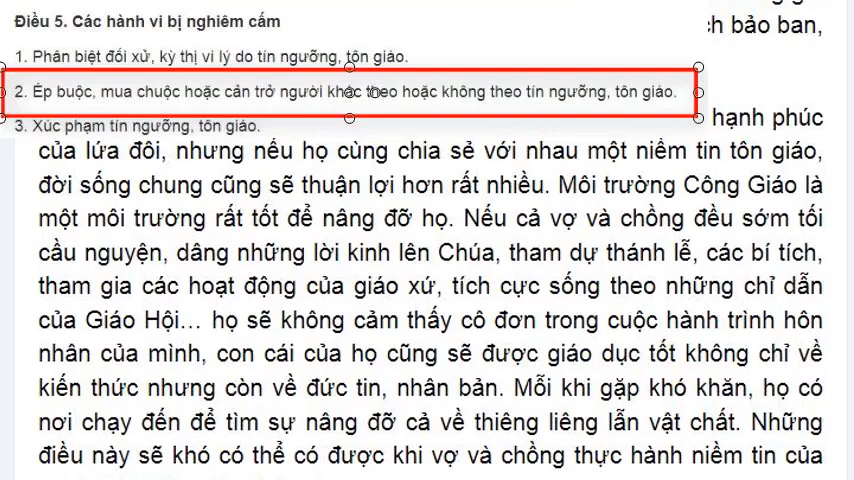 Điều 5. Các hành vi bị nghiêm cấm
ch bảo ban,
1. Phân biệt đối xử, kỳ thị vì lý do tín ngưỡng, tôn giáo.
2. Ép buộc, mua chuộc hoặc cản trở người khác theo hoặc không theo tín ngưỡng, tôn giáo.
hạnh phúc
3. Xúc phạm tín ngưỡng, tôn giáo.
của lứa đôi, nhưng nếu họ cùng chia sẻ với nhau một niềm tin tôn giáo,
đời sống chung cũng sẽ thuận lợi hơn rất nhiều. Môi trường Công Giáo là
một môi trường rất tốt để nâng đỡ họ. Nếu cả vợ và chồng đều sớm tối
cầu nguyện, dâng những lời kinh lên Chúa, tham dự thánh lễ, các bí tích,
tham gia các hoạt động của giáo xứ, tích cực sống theo những chỉ dẫn
của Giáo Hội… họ sẽ không cảm thấy cô đơn trong cuộc hành trình hôn
nhân của mình, con cái của họ cũng sẽ được giáo dục tốt không chỉ về
kiến thức nhưng còn về đức tin, nhân bản. Mỗi khi gặp khó khăn, họ có
nơi chạy đến để tìm sự nâng đỡ cả về thiêng liêng lẫn vật chất. Những
điều này sẽ khó có thể có được khi vợ và chồng thực hành niềm tin của